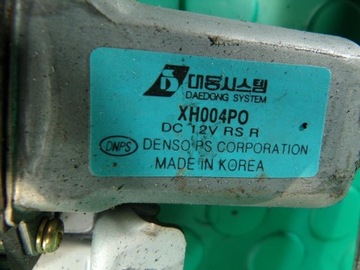 대동시스템
DAEDONG SYSTEM
XH004PO
DC 12V RS R
DNPS DENSO PS CORPORATION
MADE IN KOREA